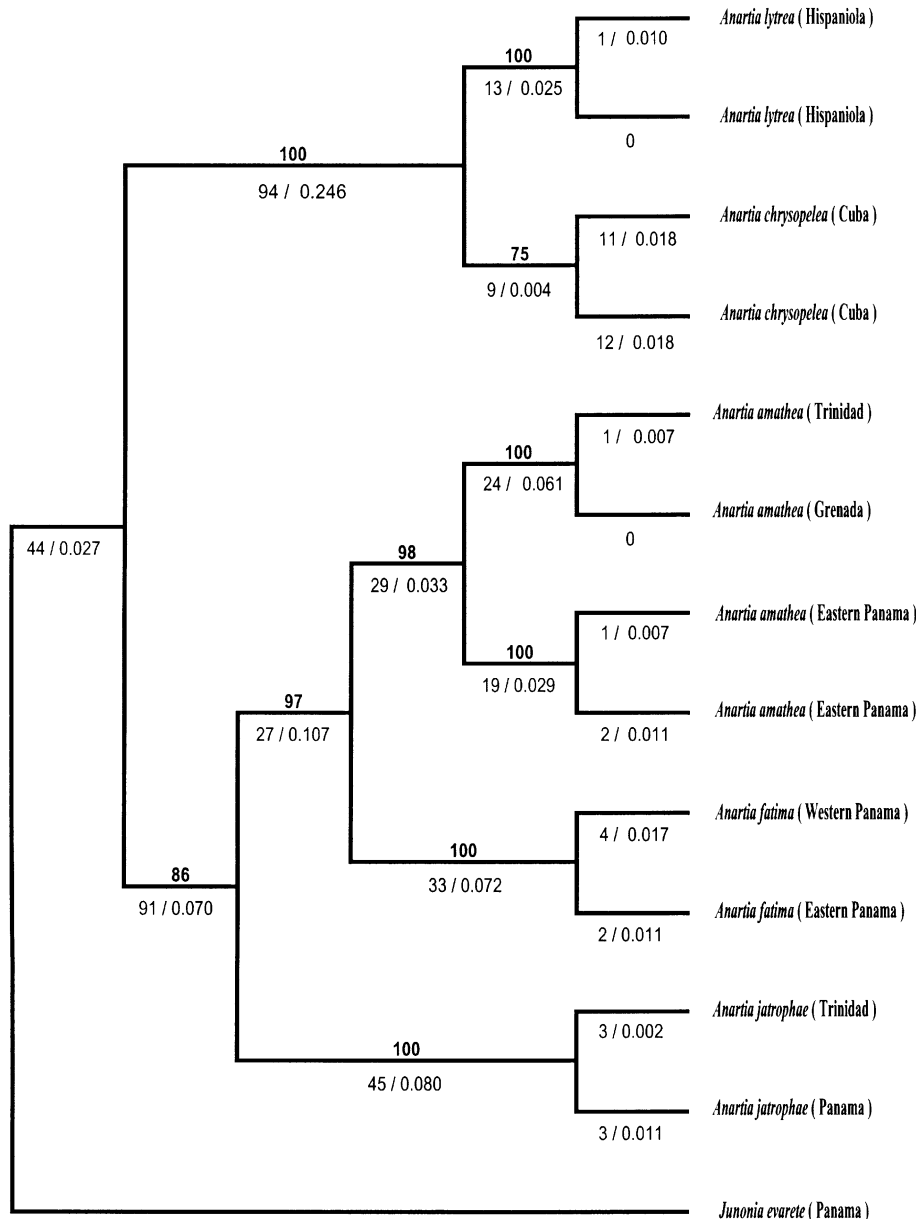 Anartia lytrea ( Hispaniola )
1 / 0.010
100
13 / 0.025
Anartia lytrea ( Hispaniola )
0
100
94 / 0.246
Anartia chrysopelea ( Cuba )
11 / 0.018
75
9 / 0.004
Anartia chrysopelea ( Cuba )
12 / 0.018
Anartia amathea ( Trinidad )
1 / 0.007
100
24 / 0.061
Anartia amathea ( Grenada )
0
44 / 0.027
98
29 / 0.033
Anartia amathea ( Eastern Panama )
1 / 0.007
100
19 / 0.029
97
27 / 0.107
Anartia amathea ( Eastern Panama )
2 / 0.011
Anartia fatima ( Western Panama )
4 / 0.017
100
33 / 0.072
86
91 / 0.070
Anartia fatima ( Eastern Panama )
2 / 0.011
Anartia jatrophae ( Trinidad )
3 / 0.002
100
45 / 0.080
Anartia jatrophae ( Panama )
3 / 0.011
Junonia evarete ( Panama )